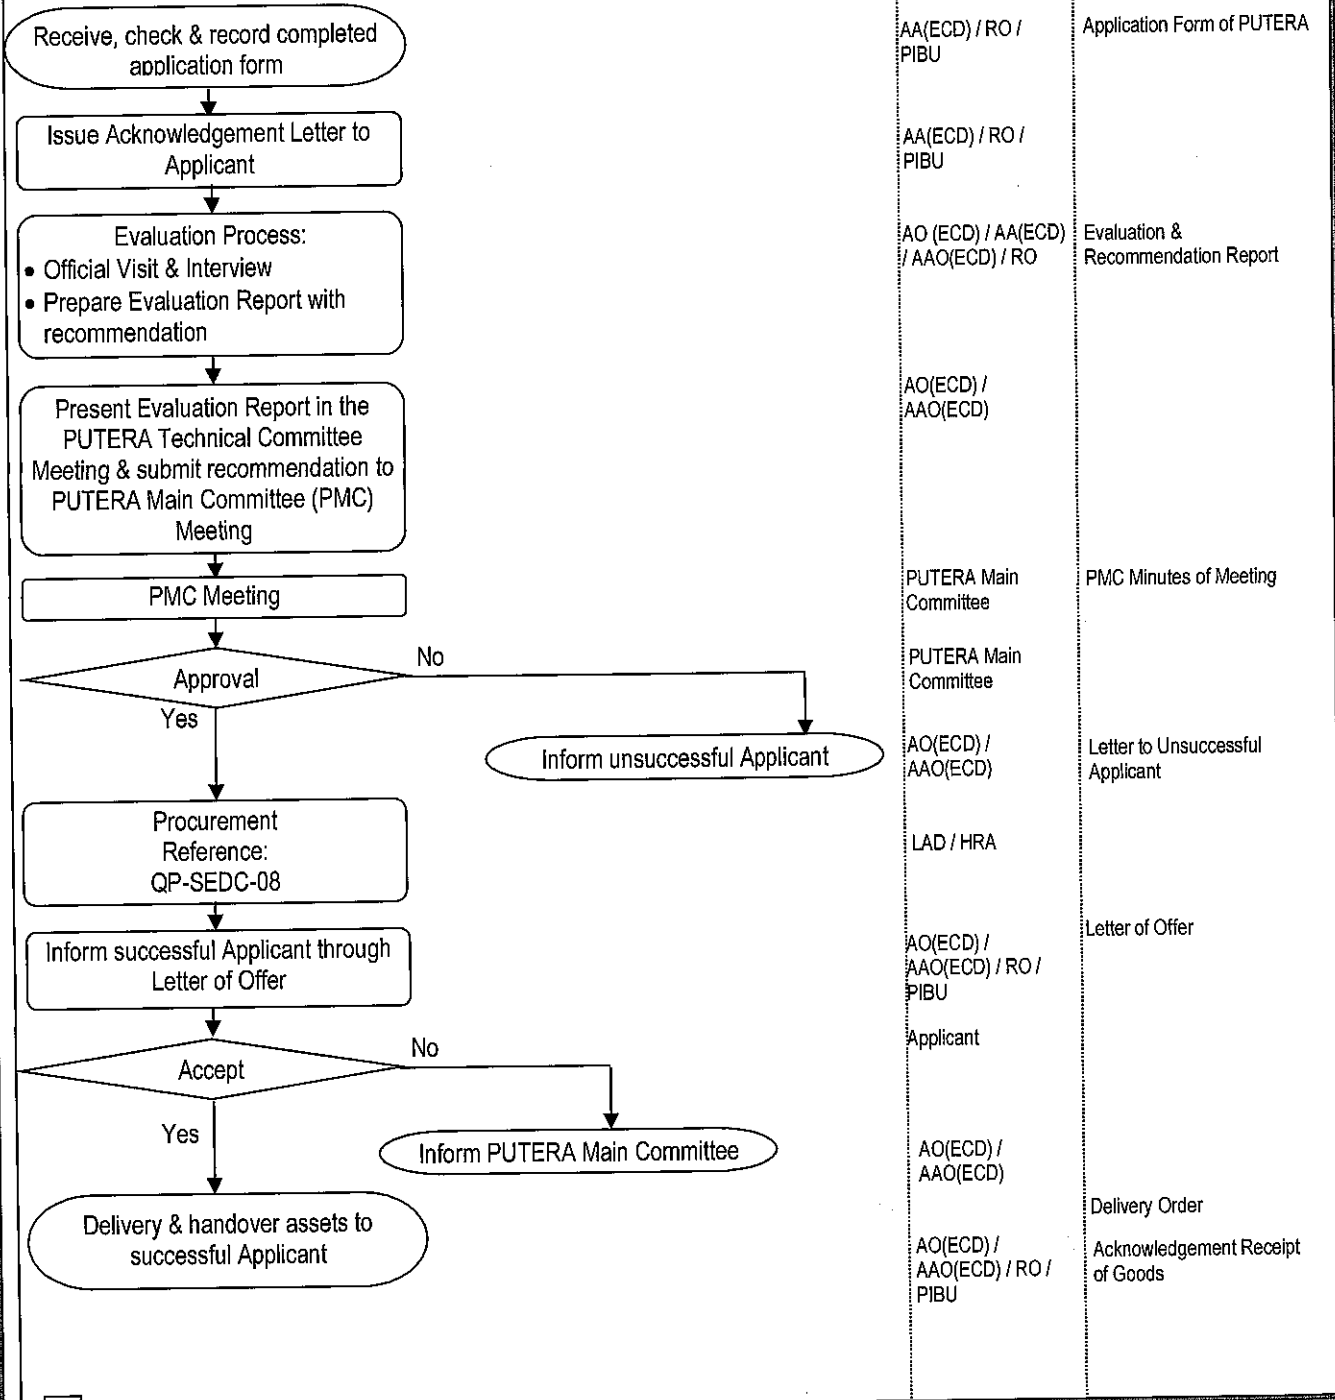 Receive, check & record completed
application form
AA(ECD) / RO /
PIBU
Application Form of PUTERA
Issue Acknowledgement Letter to
Applicant
AA(ECD) / RO /
PIBU
Evaluation Process:
• Official Visit & Interview
• Prepare Evaluation Report with
recommendation
AO (ECD) / AA(ECD)
/ AAO(ECD) / RO
Evaluation &
Recommendation Report
Present Evaluation Report in the
PUTERA Technical Committee
Meeting & submit recommendation to
PUTERA Main Committee (PMC)
Meeting
AO(ECD) /
AAO(ECD)
PMC Meeting
PUTERA Main
Committee
PMC Minutes of Meeting
Approval
No
Yes
PUTERA Main
Committee
Inform unsuccessful Applicant
AO(ECD) /
AAO(ECD)
Letter to Unsuccessful
Applicant
Procurement
Reference:
QP-SEDC-08
LAD / HRA
Inform successful Applicant through
Letter of Offer
AO(ECD) /
AAO(ECD) / RO /
PIBU
Letter of Offer
Accept
No
Yes
Applicant
Inform PUTERA Main Committee
AO(ECD) /
AAO(ECD)
Delivery & handover assets to
successful Applicant
AO(ECD) /
AAO(ECD) / RO /
PIBU
Delivery Order
Acknowledgement Receipt
of Goods